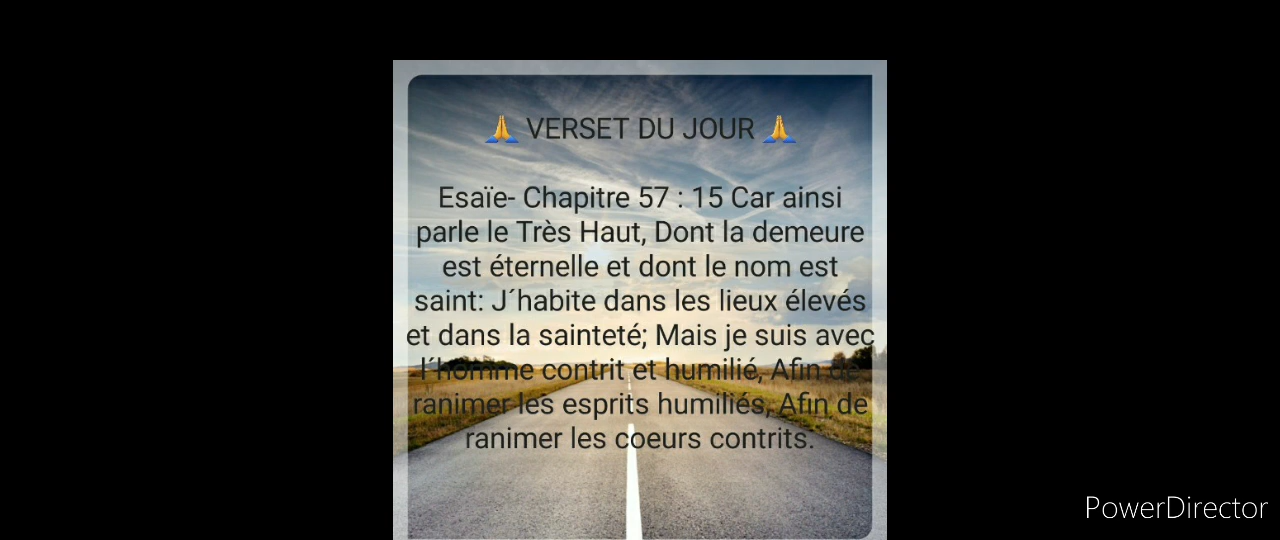 🙏 VERSET DU JOUR 🙏
Esaïe- Chapitre 57 : 15 Car ainsi
parle le Très Haut, Dont la demeure
est éternelle et dont le nom est
saint: J´habite dans les lieux élevés
et dans la sainteté; Mais je suis avec
l´homme contrit et humilié, Afin de
ranimer les esprits humiliés, Afin de
ranimer les coeurs contrits.
PowerDirector